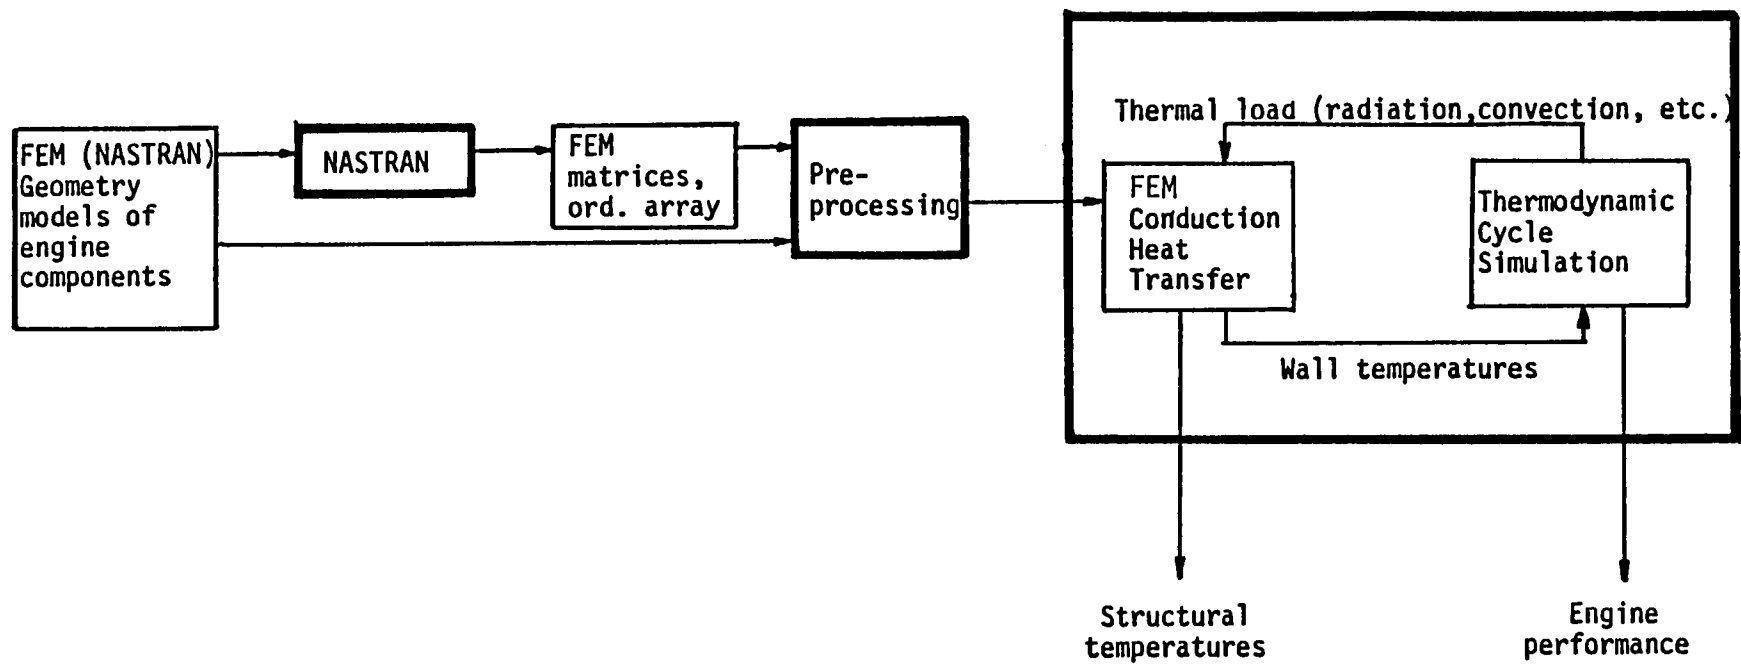 FEM (NASTRAN)
Geometry
models of
engine
components
NASTRAN
FEM
matrices,
ord. array
Pre-
processing
Thermal load (radiation,convection, etc.)
FEM
Conduction
Heat
Transfer
Thermodynamic
Cycle
Simulation
Wall temperatures
Structural
temperatures
Engine
performance